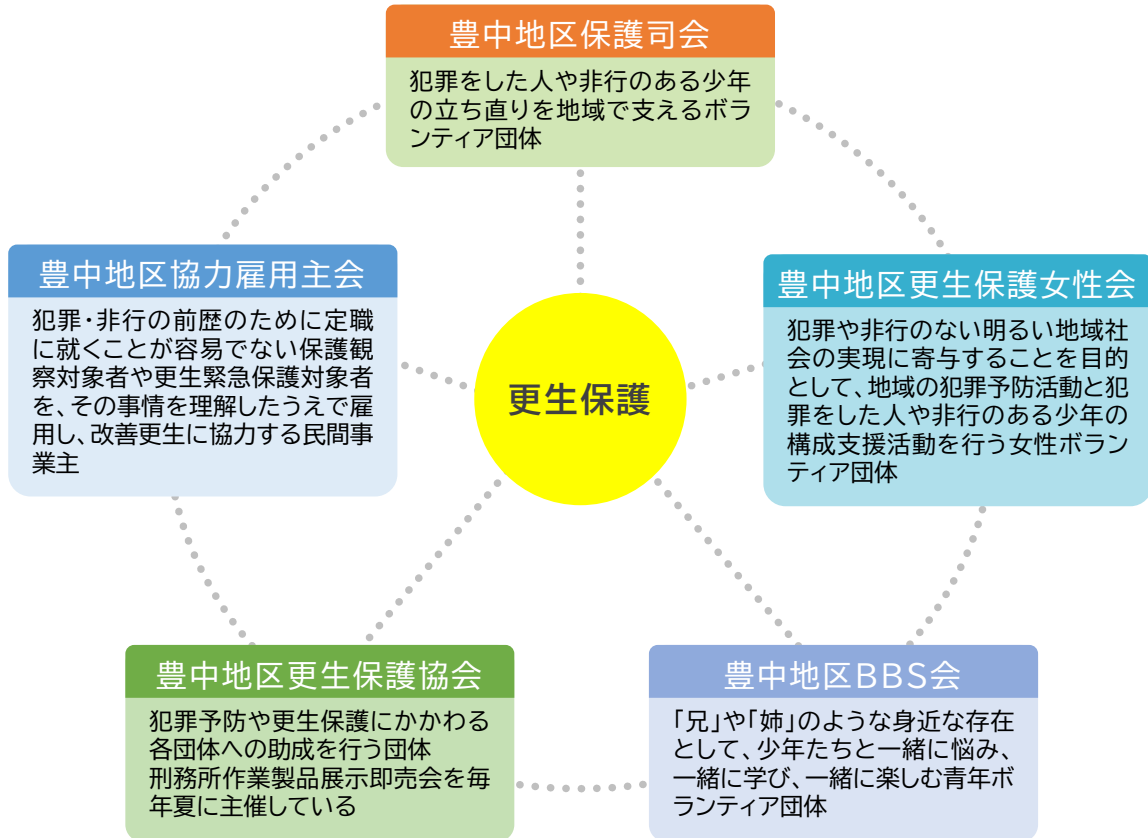 豊中地区保護司会
犯罪をした人や非行のある少年
の立ち直りを地域で支えるボラ
ンティア団体
豊中地区協力雇用主会
犯罪・非行の前歴のために定職
に就くことが容易でない保護観
察対象者や更生緊急保護対象者
を、その事情を理解したうえで雇
用し、改善更生に協力する民間事
業主
更生保護
豊中地区更生保護女性会
犯罪や非行のない明るい地域社
会の実現に寄与することを目的
として、地域の犯罪予防活動と犯
罪をした人や非行のある少年の
構成支援活動を行う女性ボラン
ティア団体
豊中地区更生保護協会
犯罪予防や更生保護にかかわる
各団体への助成を行う団体
刑務所作業製品展示即売会を毎
年夏に主催している
豊中地区BBS会
「兄」や「姉」のような身近な存在
として、少年たちと一緒に悩み、
一緒に学び、一緒に楽しむ青年ボ
ランティア団体